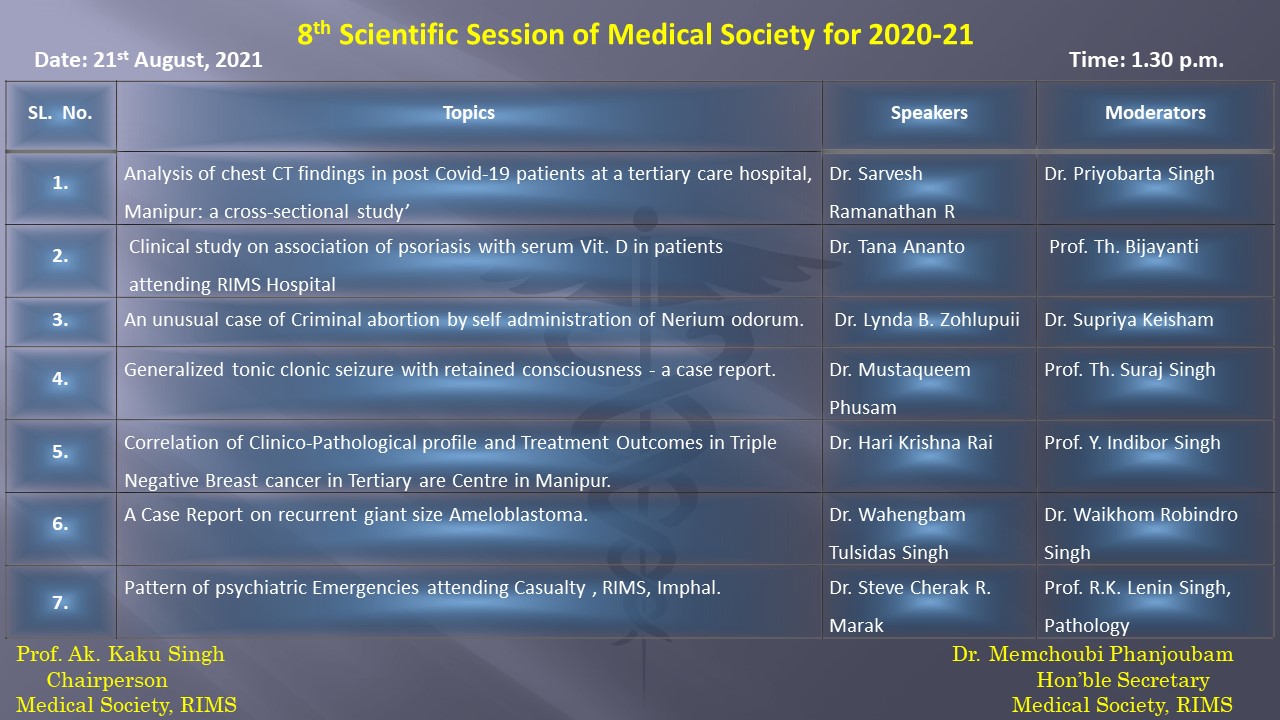 8th Scientific Session of Medical Society for 2020-21
Date: 21st August, 2021
Time: 1.30 p.m.
SL. No.
Topics
Speakers
Moderators
1.
Analysis of chest CT findings in post Covid-19 patients at a tertiary care hospital,
Manipur: a cross-sectional study’
Dr. Sarvesh
Ramanathan R
Dr. Priyobarta Singh
2.
Clinical study on association of psoriasis with serum Vit. D in patients
attending RIMS Hospital
Dr. Tana Ananto
Prof. Th. Bijayanti
3.
An unusual case of Criminal abortion by self administration of Nerium odorum.
Dr. Lynda B. Zohlupuii
Dr. Supriya Keisham
4.
Generalized tonic clonic seizure with retained consciousness - a case report.
Dr. Mustaqueem
Phusam
Prof. Th. Suraj Singh
5.
Correlation of Clinico-Pathological profile and Treatment Outcomes in Triple
Negative Breast cancer in Tertiary are Centre in Manipur.
Dr. Hari Krishna Rai
Prof. Y. Indibor Singh
6.
A Case Report on recurrent giant size Ameloblastoma.
Dr. Wahengbam
Tulsidas Singh
Dr. Waikhom Robindro
Singh
7.
Pattern of psychiatric Emergencies attending Casualty , RIMS, Imphal.
Dr. Steve Cherak R.
Marak
Prof. R.K. Lenin Singh,
Pathology
Prof. Ak. Kaku Singh
Chairperson
Medical Society, RIMS
Dr. Memchoubi Phanjoubam
Hon’ble Secretary
Medical Society, RIMS